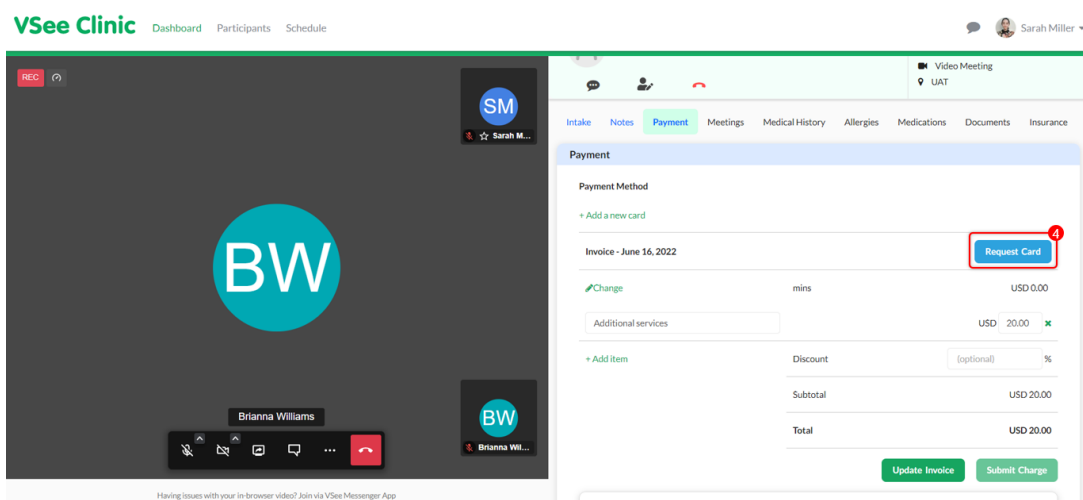 VSee Clinic Dashboard Participants Schedule Sarah Miller
REC
SM
Sarah M...
BW
Brianna Williams
BW
Brianna Wil...
Having issues with your in-browser video? Join via VSee Messenger App
Video Meeting
UAT
Intake Notes Payment Meetings Medical History Allergies Medications Documents Insurance
Payment
Payment Method
+ Add a new card
4
Invoice - June 16, 2022 Request Card
Change mins USD 0.00
Additional services USD 20.00
+ Add item Discount (optional) %
Subtotal USD 20.00
Total USD 20.00
Update Invoice Submit Charge